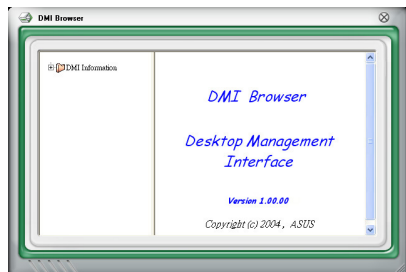 DMI Browser
DMI Information
DMI Browser
Desktop Management
Interface
Version 1.00.00
Copyright (c) 2004 , ASUS